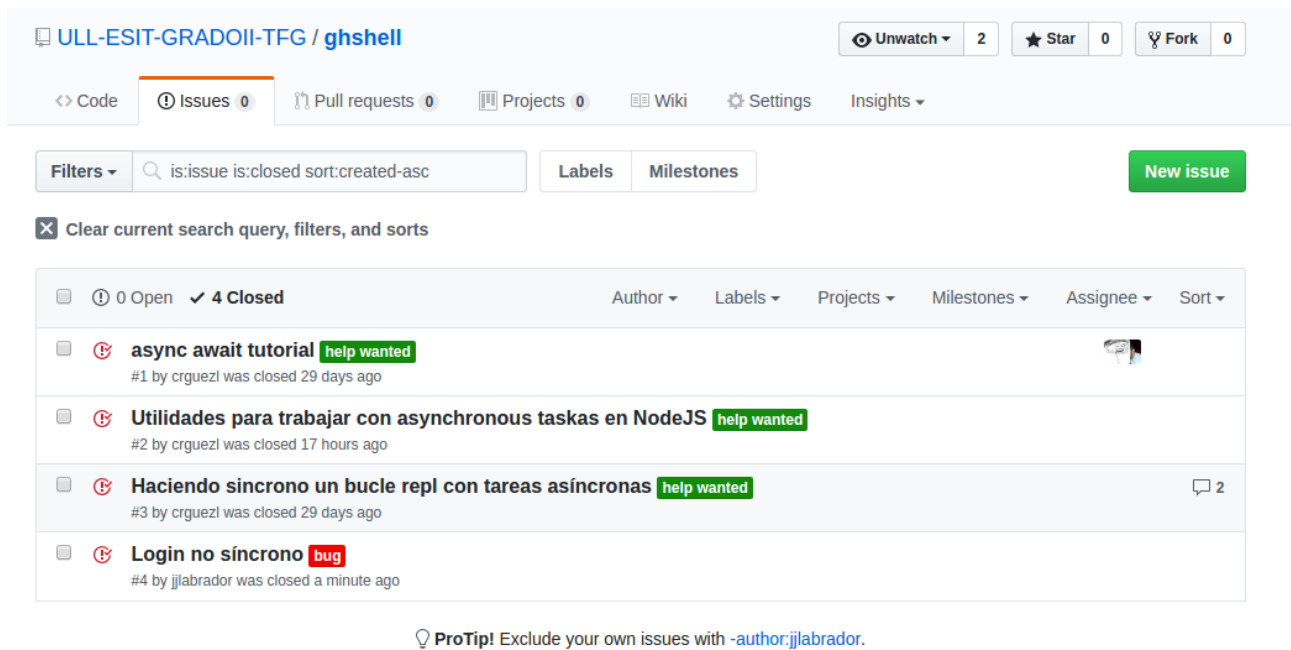 ULL-ESIT-GRADOII-TFG / ghshell
Unwatch 2 Star 0 Fork 0
Code Issues 0 Pull requests 0 Projects 0 Wiki Settings Insights
Filters is:issue is:closed sort:created-asc Labels Milestones New issue
Clear current search query, filters, and sorts
0 Open 4 Closed Author Labels Projects Milestones Assignee Sort
async await tutorial help wanted
#1 by crguezl was closed 29 days ago
Utilidades para trabajar con asynchronous taskas en NodeJS help wanted
#2 by crguezl was closed 17 hours ago
Haciendo sincrono un bucle repl con tareas asíncronas help wanted 2
#3 by crguezl was closed 29 days ago
Login no síncrono bug
#4 by jjlabrador was closed a minute ago
ProTip! Exclude your own issues with -author:jjlabrador.